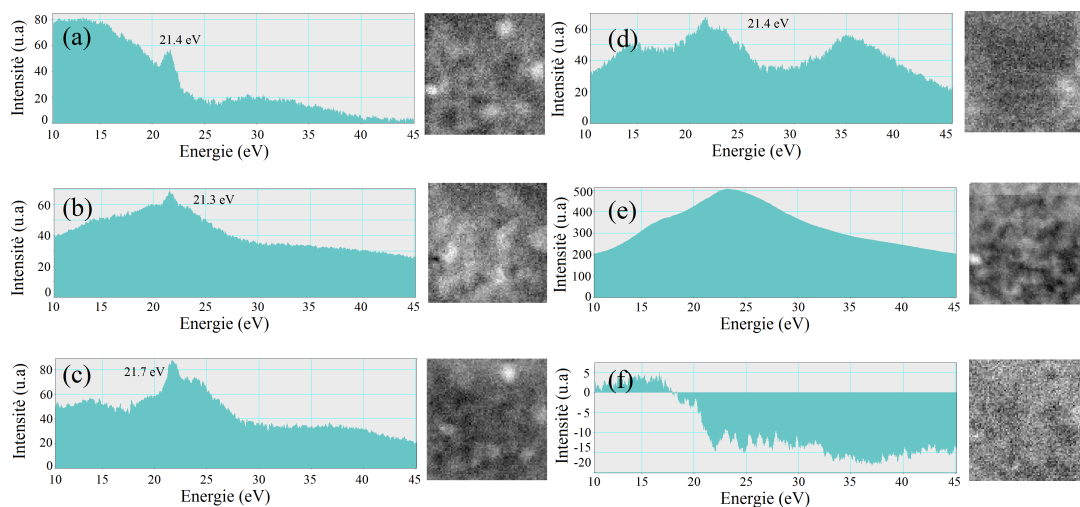 (a)
21.4 eV
Intensitè (u.a)
80
60
40
20
0
10 15 20 25 30 35 40 45
Energie (eV)
(b)
21.3 eV
Intensitè (u.a)
60
40
20
0
10 15 20 25 30 35 40 45
Energie (eV)
(c)
21.7 eV
Intensitè (u.a)
80
60
40
20
0
10 15 20 25 30 35 40 45
Energie (eV)
(d)
21.4 eV
Intensitè (u.a)
60
40
20
0
10 15 20 25 30 35 40 45
Energie (eV)
(e)
Intensitè (u.a)
500
400
300
200
100
0
10 15 20 25 30 35 40 45
Energie (eV)
(f)
Intensitè (u.a)
5
0
-5
-10
-15
-20
10 15 20 25 30 35 40 45
Energie (eV)